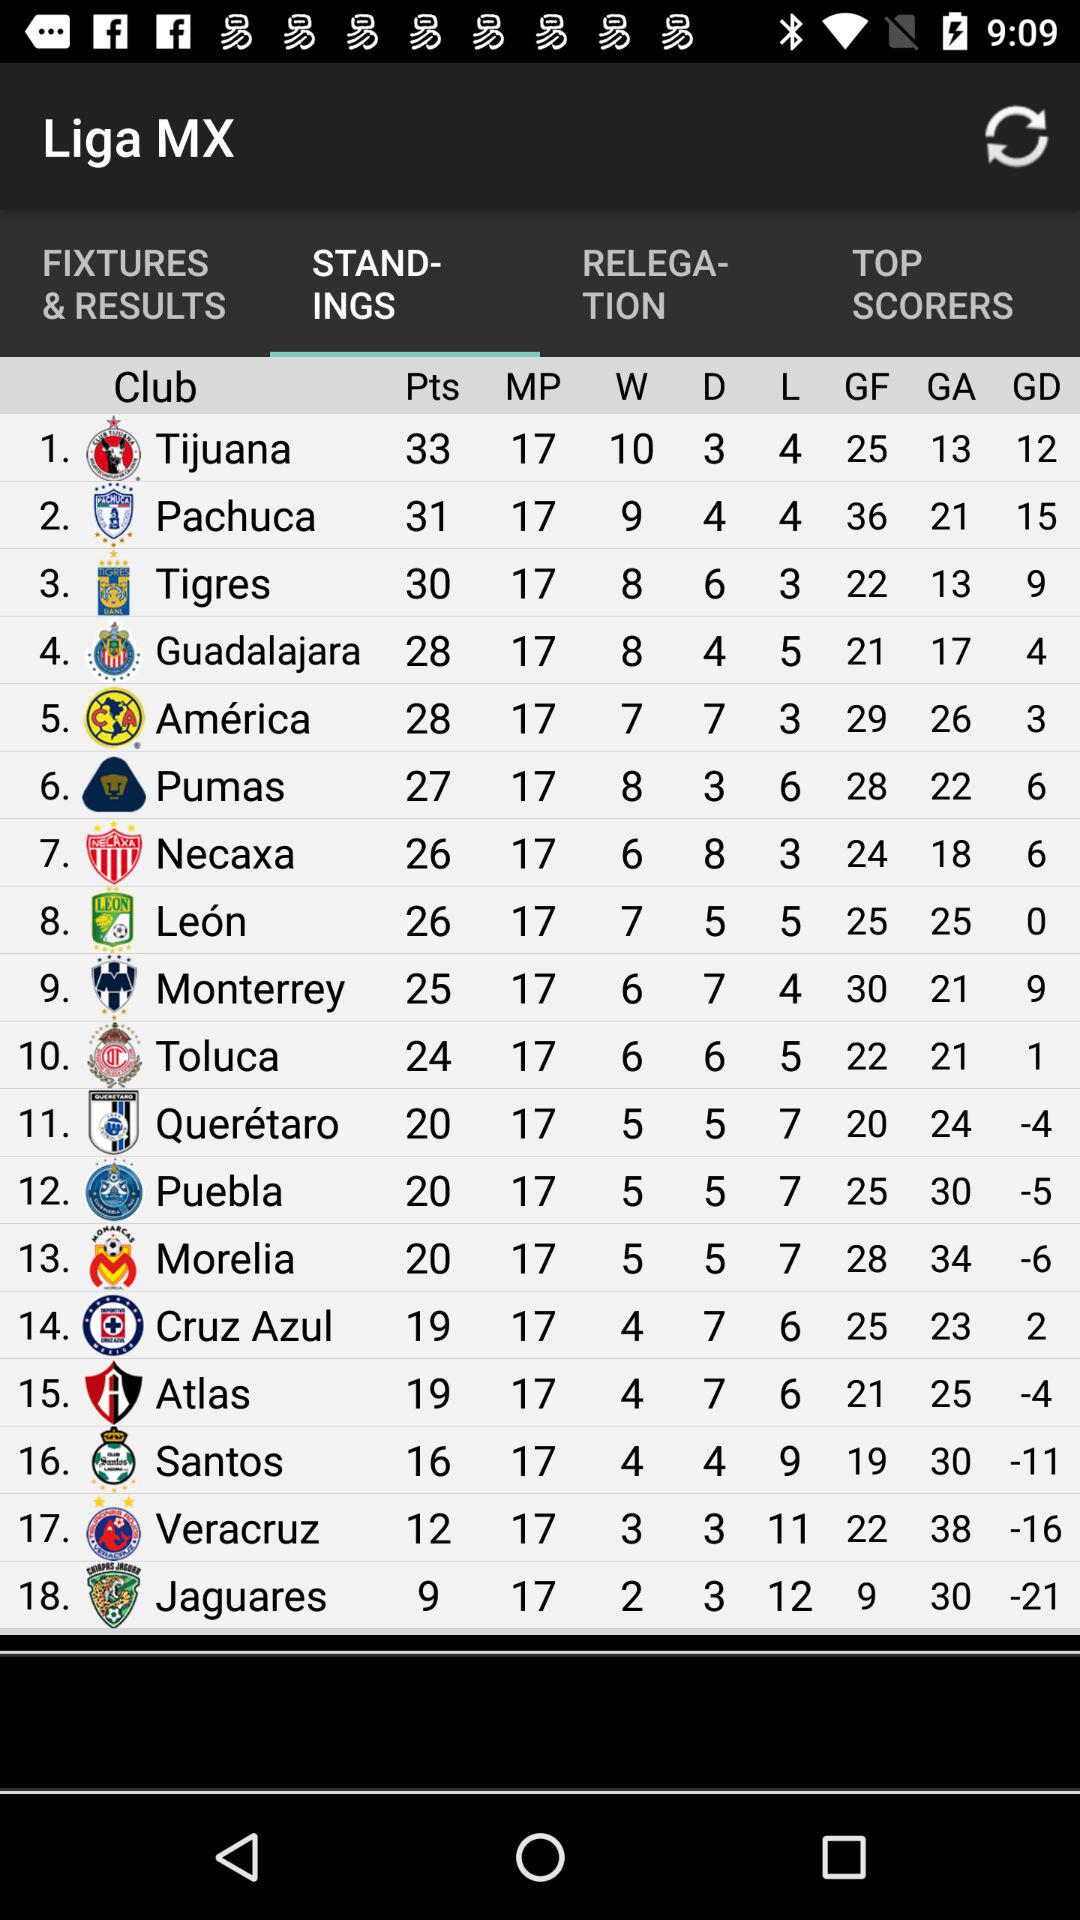 9:09
Liga MX
FIXTURES & RESULTS
STAND-INGS
RELEGA-TION
TOP SCORERS
Club Pts MP W D L GF GA GD
1. Tijuana 33 17 10 3 4 25 13 12
2. Pachuca 31 17 9 4 4 36 21 15
3. Tigres 30 17 8 6 3 22 13 9
4. Guadalajara 28 17 8 4 5 21 17 4
5. América 28 17 7 7 3 29 26 3
6. Pumas 27 17 8 3 6 28 22 6
7. Necaxa 26 17 6 8 3 24 18 6
8. León 26 17 7 5 5 25 25 0
9. Monterrey 25 17 6 7 4 30 21 9
10. Toluca 24 17 6 6 5 22 21 1
11. Querétaro 20 17 5 5 7 20 24 -4
12. Puebla 20 17 5 5 7 25 30 -5
13. Morelia 20 17 5 5 7 28 34 -6
14. Cruz Azul 19 17 4 7 6 25 23 2
15. Atlas 19 17 4 7 6 21 25 -4
16. Santos 16 17 4 4 9 19 30 -11
17. Veracruz 12 17 3 3 11 22 38 -16
18. Jaguares 9 17 2 3 12 9 30 -21